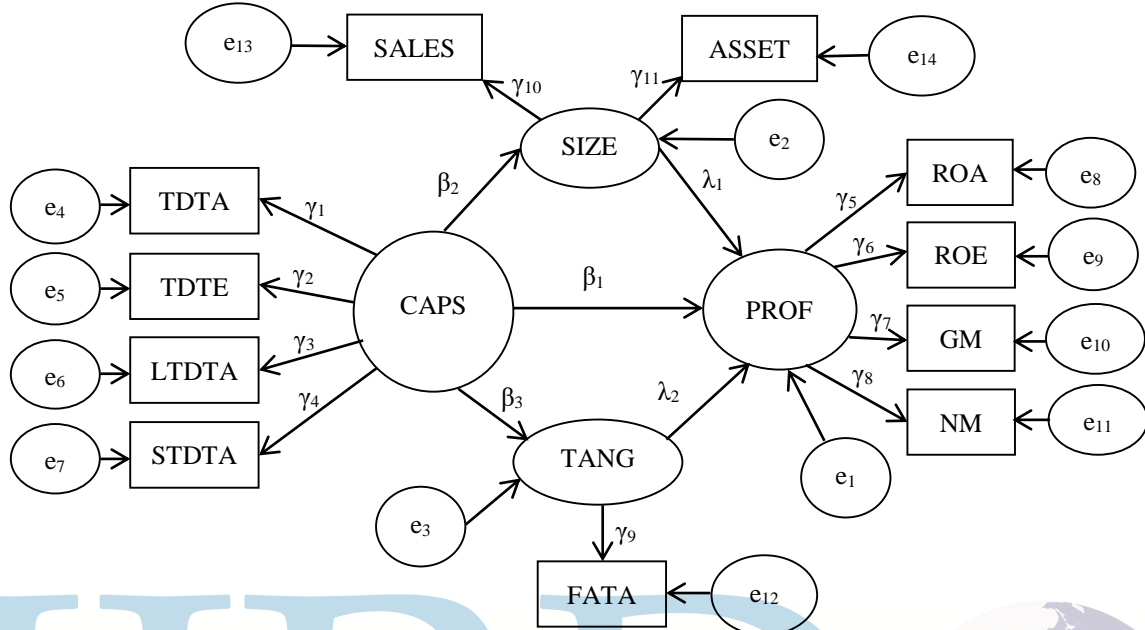 e13
SALES
ASSET
e14
γ10
γ11
SIZE
e2
β2
λ1
e4
TDTA
γ1
γ5
ROA
e8
e5
TDTE
γ2
CAPS
β1
PROF
γ6
ROE
e9
e6
LTDTA
γ3
γ7
GM
e10
e7
STDTA
γ4
β3
λ2
γ8
NM
e11
TANG
e1
e3
γ9
FATA
e12